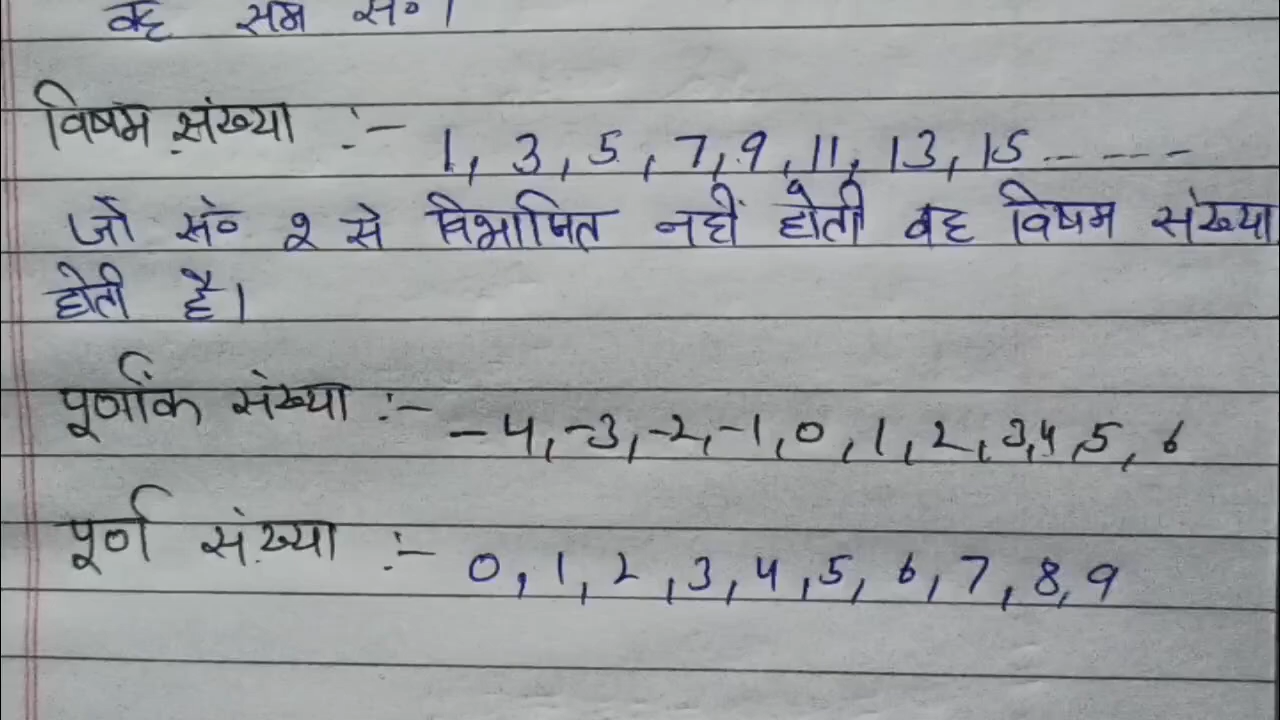 वह सम सं०।
विषम संख्या :- 1, 3, 5, 7, 9, 11, 13, 15 - - - -
जो सं० २ से विभाजित नहीं होती वह विषम संख्या
होती है।
पूर्णांक संख्या :- -4, -3, -2, -1, 0, 1, 2, 3, 4, 5, 6
पूर्ण संख्या :- 0, 1, 2, 3, 4, 5, 6, 7, 8, 9